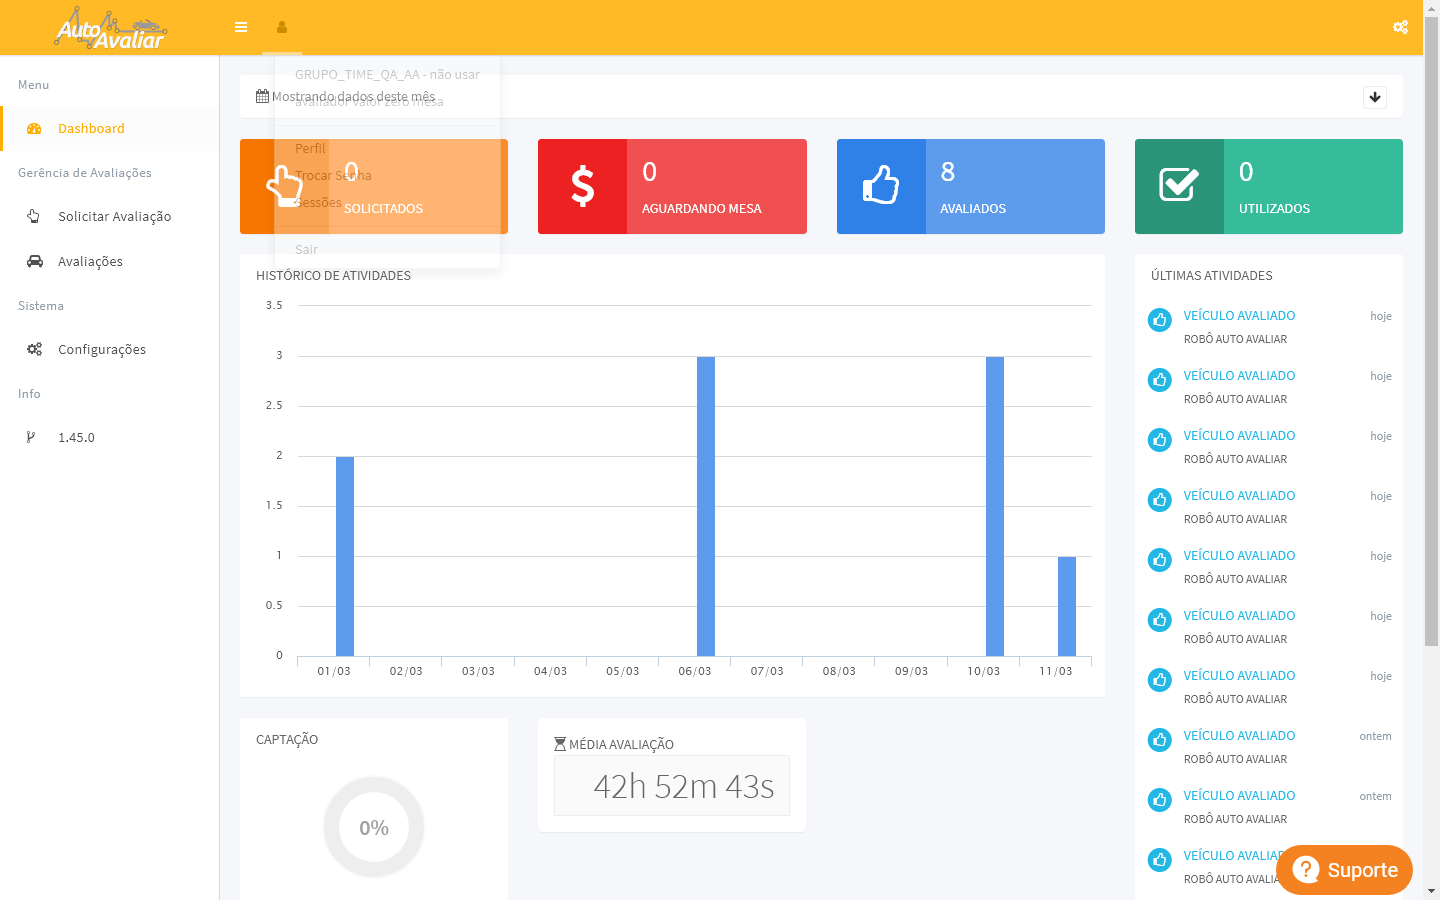 Auto
Avaliar
Menu
Dashboard
Gerência de Avaliações
Solicitar Avaliação
Avaliações
Sistema
Configurações
Info
1.45.0
GRUPO_TIME_QA_AA - não usar
avaliador valor zero mesa
Perfil
Trocar Senha
Sessões
Sair
Mostrando dados deste mês
0
SOLICITADOS
0
AGUARDANDO MESA
8
AVALIADOS
0
UTILIZADOS
HISTÓRICO DE ATIVIDADES
3.5
3
2.5
2
1.5
1
0.5
0
01/03 02/03 03/03 04/03 05/03 06/03 07/03 08/03 09/03 10/03 11/03
CAPTAÇÃO
0%
MÉDIA AVALIAÇÃO
42h 52m 43s
ÚLTIMAS ATIVIDADES
VEÍCULO AVALIADO hoje
ROBÔ AUTO AVALIAR
VEÍCULO AVALIADO hoje
ROBÔ AUTO AVALIAR
VEÍCULO AVALIADO hoje
ROBÔ AUTO AVALIAR
VEÍCULO AVALIADO hoje
ROBÔ AUTO AVALIAR
VEÍCULO AVALIADO hoje
ROBÔ AUTO AVALIAR
VEÍCULO AVALIADO hoje
ROBÔ AUTO AVALIAR
VEÍCULO AVALIADO hoje
ROBÔ AUTO AVALIAR
VEÍCULO AVALIADO ontem
ROBÔ AUTO AVALIAR
VEÍCULO AVALIADO ontem
ROBÔ AUTO AVALIAR
VEÍCULO
ROBÔ AUTO
Suporte